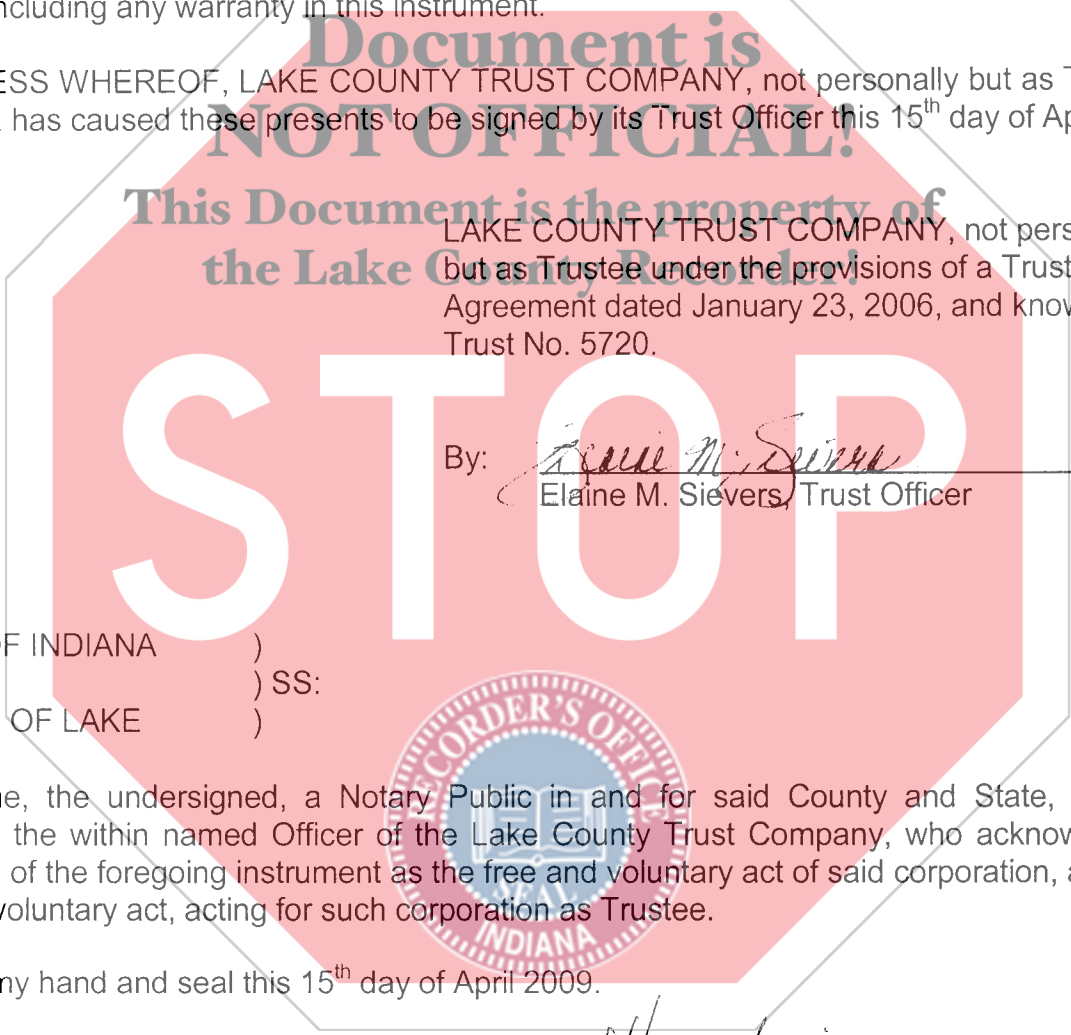 ncluding any warranty in this instrument.
Document is
ESS WHEREOF, LAKE COUNTY TRUST COMPANY, not personally but as T
has caused these presents to be signed by its Trust Officer this 15th day of Ap
NOT OFFICIAL!
This Document is the property of
the Lake County Recorder!
LAKE COUNTY TRUST COMPANY, not pers
but as Trustee under the provisions of a Trust
Agreement dated January 23, 2006, and know
Trust No. 5720.
STOP
By: Elaine M. Sievers
Elaine M. Sievers, Trust Officer
OF INDIANA )
) SS:
OF LAKE )
RECORDER'S OFFICE
e, the undersigned, a Notary Public in and for said County and State,
the within named Officer of the Lake County Trust Company, who acknow
of the foregoing instrument as the free and voluntary act of said corporation, a
voluntary act, acting for such corporation as Trustee.
SEAL
INDIANA
ny hand and seal this 15th day of April 2009.